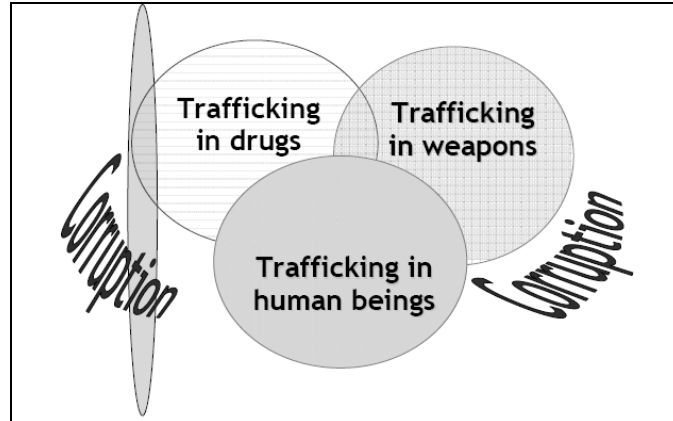 Trafficking
in drugs
Trafficking
in weapons
Corruption
Trafficking in
human beings
Corruption